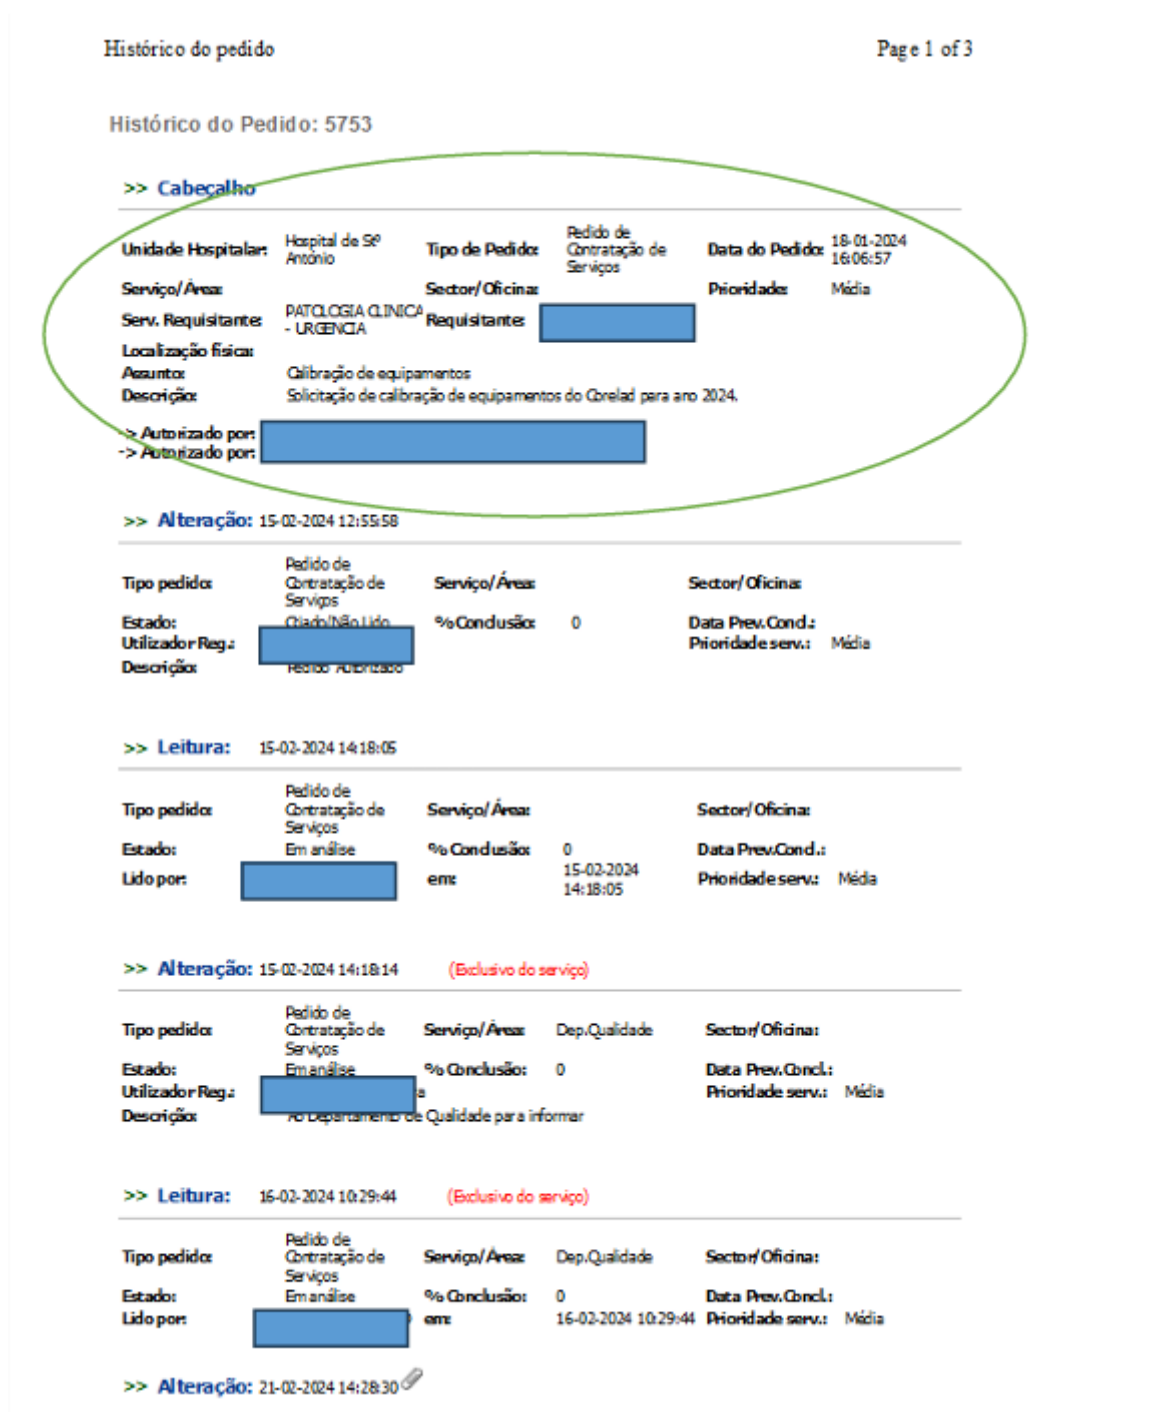 Histórico do pedido Page 1 of 3
Histórico do Pedido: 5753
>> Cabeçalho
Unidade Hospitalar: Hospital de Stº António Tipo de Pedido: Pedido de Contratação de Serviços Data do Pedido: 18-01-2024 16:06:57
Serviço/Área: Sector/Oficina: Prioridade: Média
Serv. Requisitante: PATOLOGIA CLINICA - URGENCIA Requisitante:
Localização física:
Assunto: Calibração de equipamentos
Descrição: Solicitação de calibração de equipamentos do Corelad para ano 2024.
-> Autorizado por:
-> Autorizado por:
>> Alteração: 15-02-2024 12:55:58
Tipo pedido: Pedido de Contratação de Serviços Serviço/Área: Sector/Oficina:
Estado: Criado/Não Lido % Conclusão: 0 Data Prev.Concl.:
Utilizador Reg.: Prioridade serv.: Média
Descrição: Pedido Autorizado
>> Leitura: 15-02-2024 14:18:05
Tipo pedido: Pedido de Contratação de Serviços Serviço/Área: Sector/Oficina:
Estado: Em análise % Conclusão: 0 Data Prev.Concl.:
Lido por: em: 15-02-2024 14:18:05 Prioridade serv.: Média
>> Alteração: 15-02-2024 14:18:14 (Exclusivo do serviço)
Tipo pedido: Pedido de Contratação de Serviços Serviço/Área: Dep.Qualidade Sector/Oficina:
Estado: Em análise % Conclusão: 0 Data Prev.Concl.:
Utilizador Reg.: a Prioridade serv.: Média
Descrição: Ao Departamento de Qualidade para informar
>> Leitura: 16-02-2024 10:29:44 (Exclusivo do serviço)
Tipo pedido: Pedido de Contratação de Serviços Serviço/Área: Dep.Qualidade Sector/Oficina:
Estado: Em análise % Conclusão: 0 Data Prev.Concl.:
Lido por: em: 16-02-2024 10:29:44 Prioridade serv.: Média
>> Alteração: 21-02-2024 14:28:30